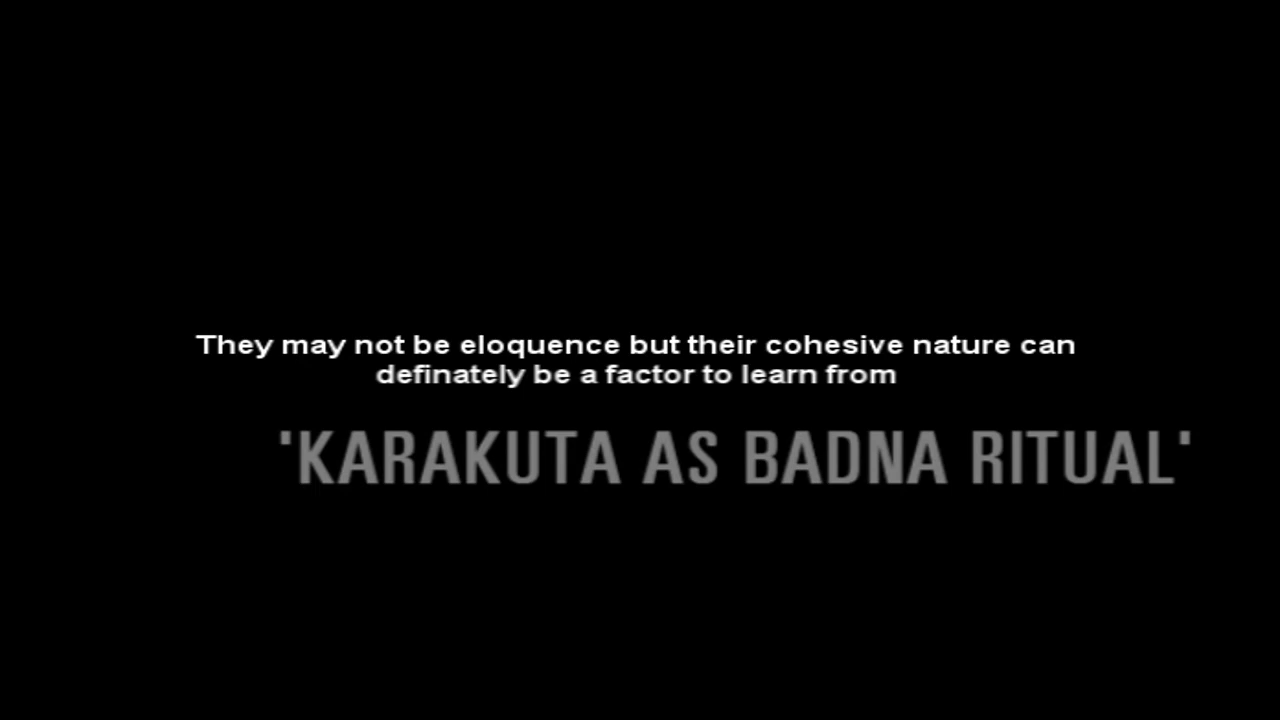 They may not be eloquence but their cohesive nature can
definately be a factor to learn from
'KARAKUTA AS BADNA RITUAL'